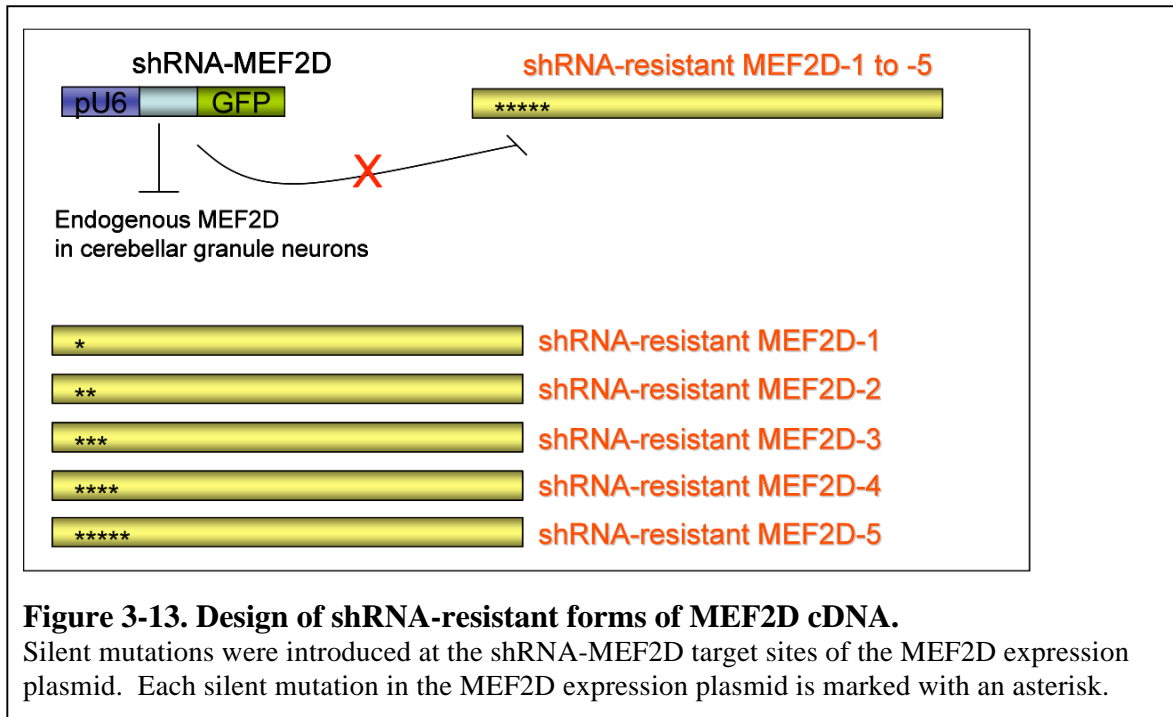 shRNA-MEF2D
shRNA-resistant MEF2D-1 to -5
pU6 GFP
*****
X
Endogenous MEF2D
in cerebellar granule neurons
* shRNA-resistant MEF2D-1
** shRNA-resistant MEF2D-2
*** shRNA-resistant MEF2D-3
**** shRNA-resistant MEF2D-4
***** shRNA-resistant MEF2D-5
Figure 3-13. Design of shRNA-resistant forms of MEF2D cDNA.
Silent mutations were introduced at the shRNA-MEF2D target sites of the MEF2D expression
plasmid.  Each silent mutation in the MEF2D expression plasmid is marked with an asterisk.